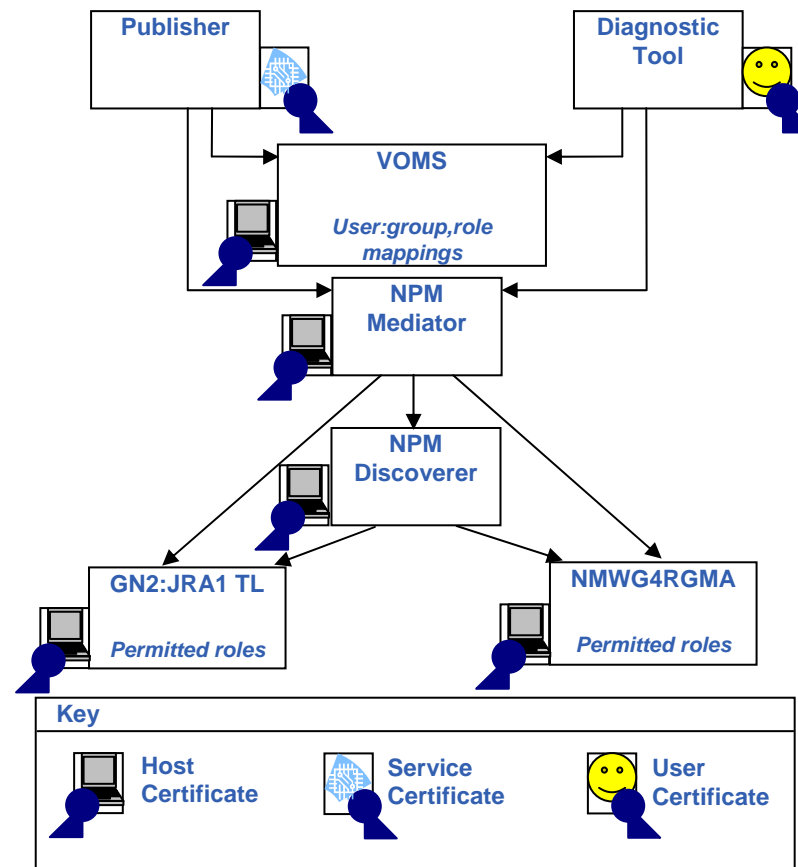 Publisher
Diagnostic
Tool
VOMS
User:group,role
mappings
NPM
Mediator
NPM
Discoverer
GN2:JRA1 TL
Permitted roles
NMWG4RGMA
Permitted roles
Key
Host
Certificate
Service
Certificate
User
Certificate